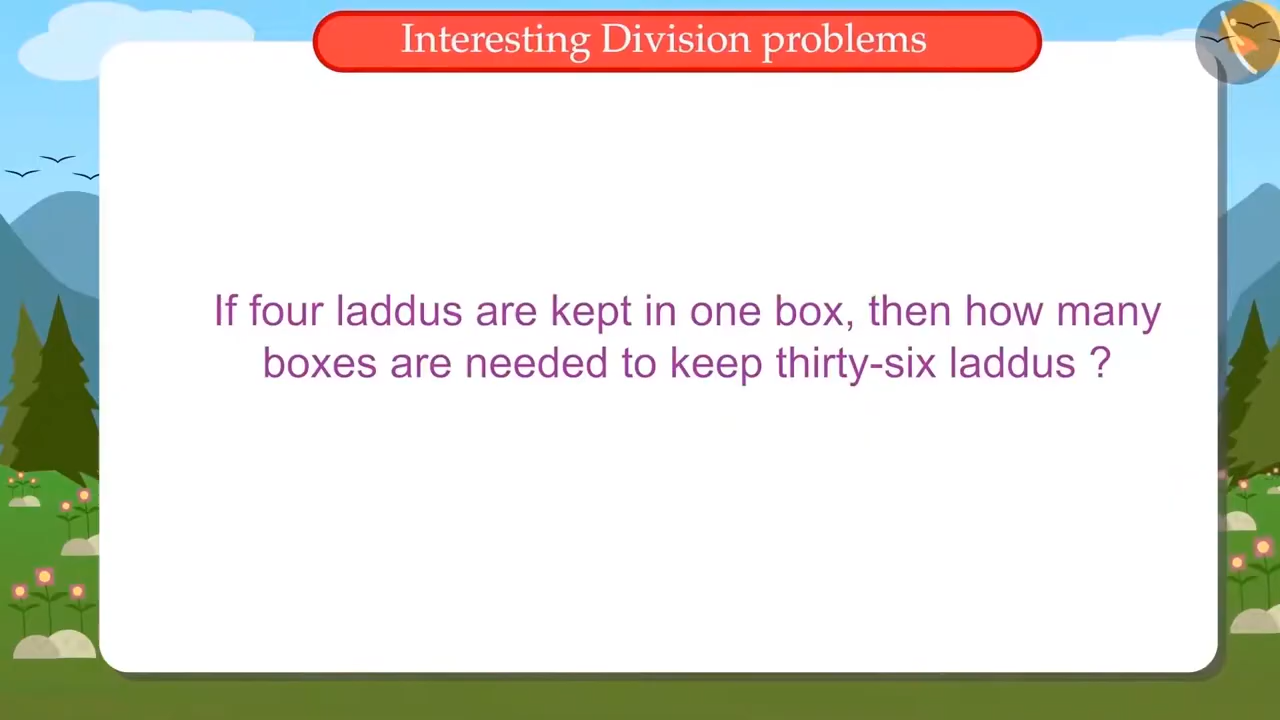 Interesting Division problems
If four laddus are kept in one box, then how many
boxes are needed to keep thirty-six laddus ?